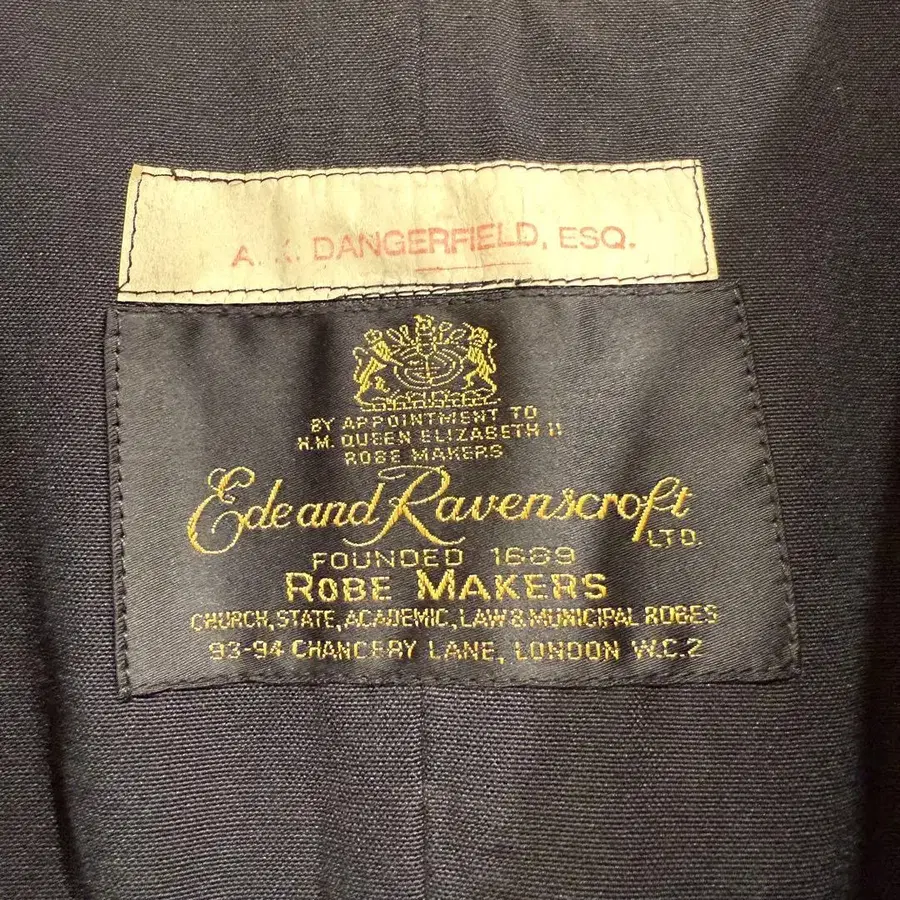 A. K. DANGERFIELD, ESQ.
BY APPOINTMENT TO
H.M. QUEEN ELIZABETH II
ROBE MAKERS
Ede and Ravenscroft
LTD.
FOUNDED 1689
ROBE MAKERS
CHURCH, STATE, ACADEMIC, LAW & MUNICIPAL ROBES
93-94 CHANCERY LANE, LONDON W.C.2